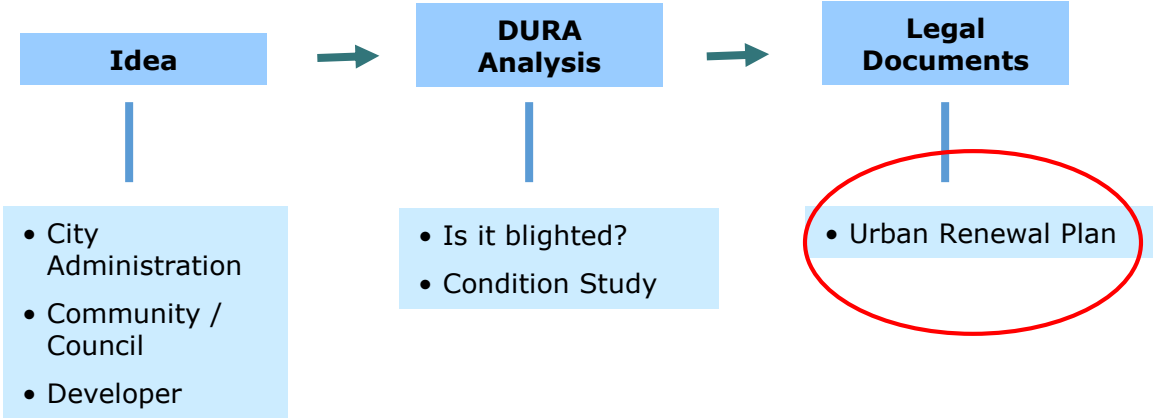 Idea
DURA
Analysis
Legal
Documents
• City
Administration
• Community /
Council
• Developer
• Is it blighted?
• Condition Study
• Urban Renewal Plan